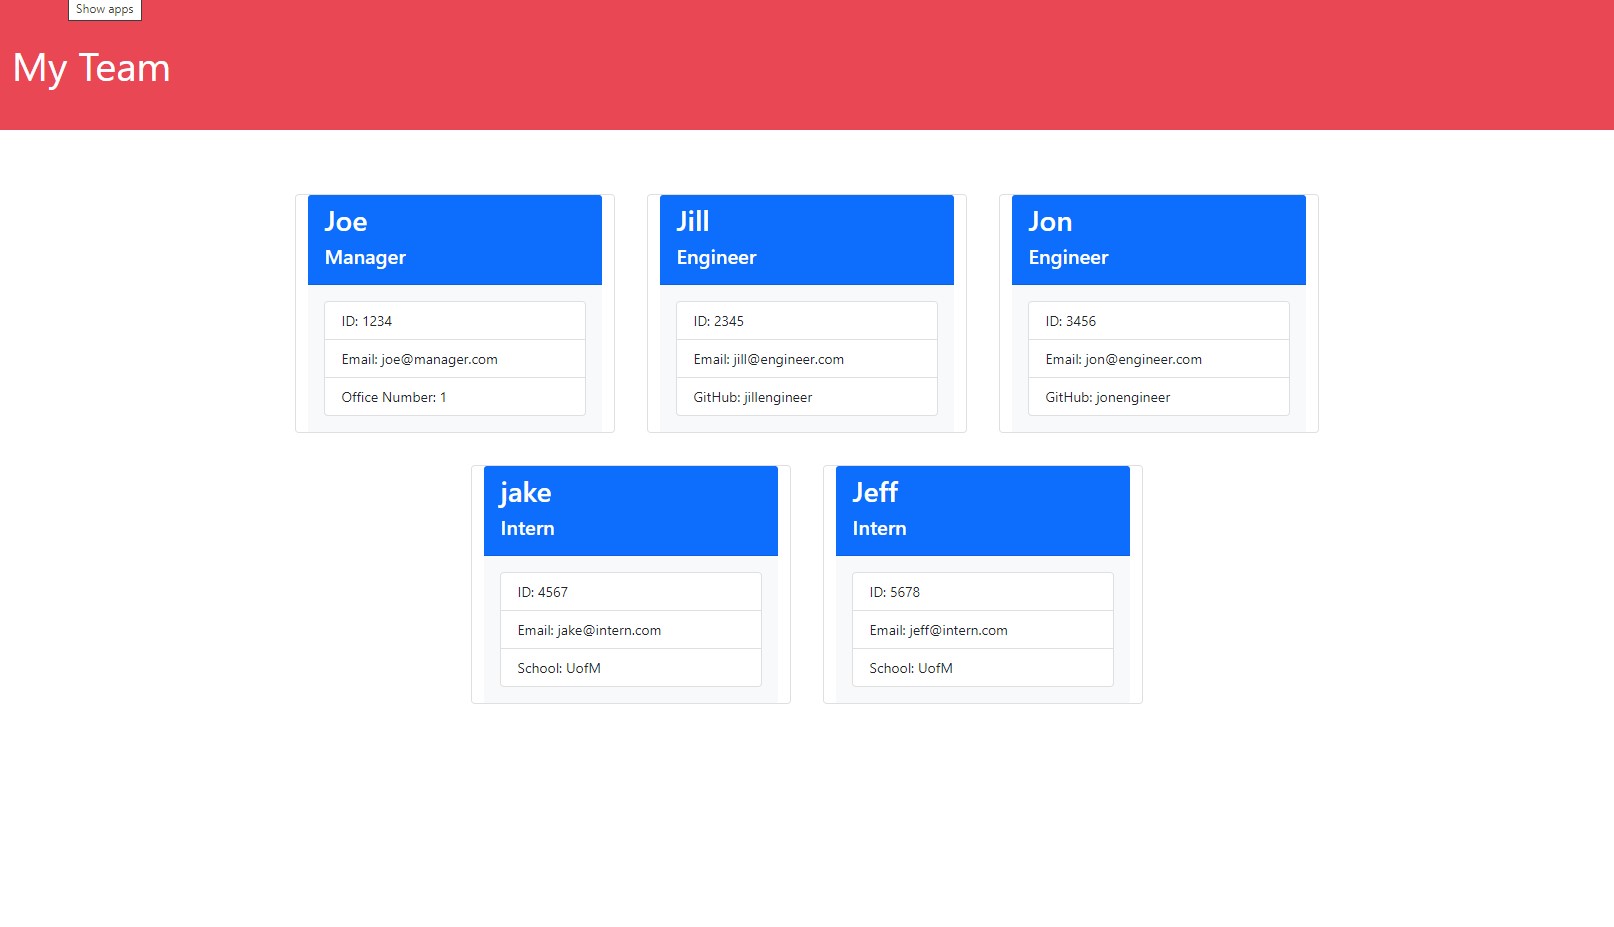 Show apps
My Team
Joe
Manager
ID: 1234
Email: joe@manager.com
Office Number: 1
Jill
Engineer
ID: 2345
Email: jill@engineer.com
GitHub: jillengineer
Jon
Engineer
ID: 3456
Email: jon@engineer.com
GitHub: jonengineer
jake
Intern
ID: 4567
Email: jake@intern.com
School: UofM
Jeff
Intern
ID: 5678
Email: jeff@intern.com
School: UofM